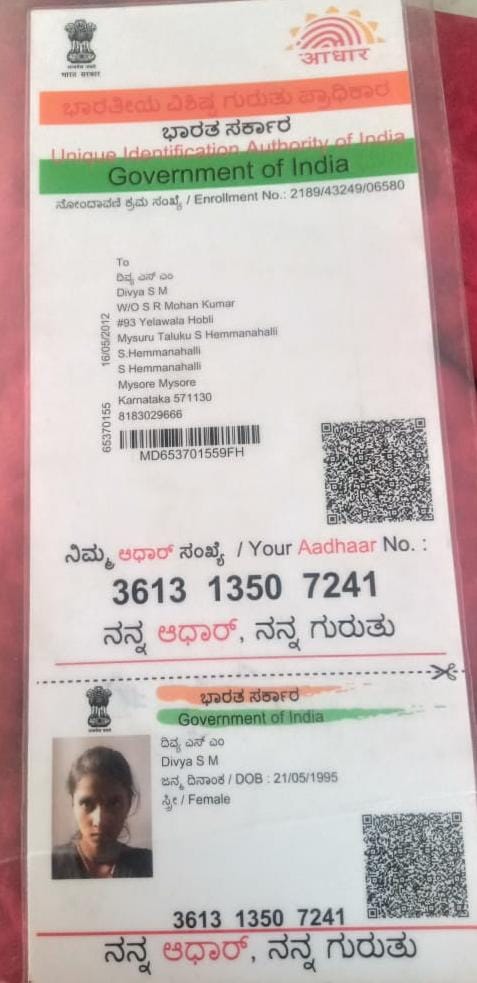 भारत सरकार
आधार
ಭಾರತೀಯ ವಿಶಿಷ್ಟ ಗುರುತು ಪ್ರಾಧಿಕಾರ
ಭಾರತ ಸರ್ಕಾರ
Unique Identification Authority of India
Government of India
ನೋಂದಾವಣಿ ಕ್ರಮ ಸಂಖ್ಯೆ / Enrollment No.: 2189/43249/06580
To
ದಿವ್ಯ ಎಸ್ ಎಂ
Divya S M
W/O S R Mohan Kumar
#93 Yelawala Hobli
Mysuru Taluku S Hemmanahalli
S.Hemmanahalli
S Hemmanahalli
Mysore Mysore
Karnataka 571130
8183029666
16/05/2012
65370155
MD653701559FH
ನಿಮ್ಮ ಆಧಾರ್ ಸಂಖ್ಯೆ / Your Aadhaar No. :
3613 1350 7241
ನನ್ನ ಆಧಾರ್, ನನ್ನ ಗುರುತು
ಭಾರತ ಸರ್ಕಾರ
Government of India
ದಿವ್ಯ ಎಸ್ ಎಂ
Divya S M
ಜನ್ಮ ದಿನಾಂಕ / DOB : 21/05/1995
ಸ್ತ್ರೀ / Female
3613 1350 7241
ನನ್ನ ಆಧಾರ್, ನನ್ನ ಗುರುತು